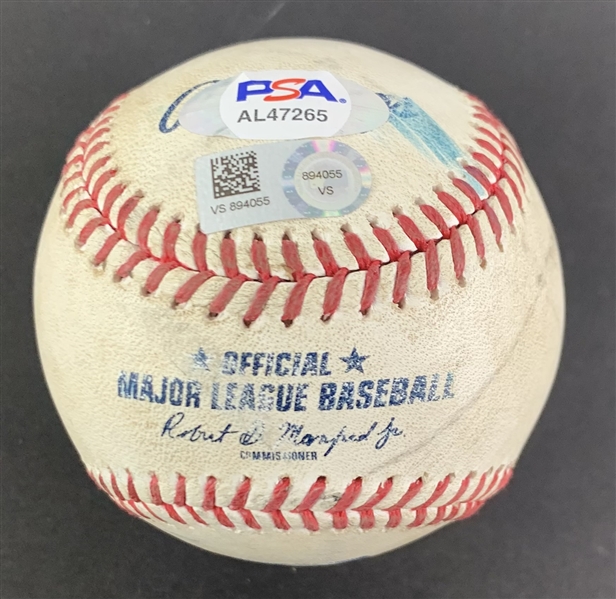 PSA
AL47265
VS 894055
894055
VS
★ OFFICIAL ★
MAJOR LEAGUE BASEBALL
Robert D. Manfred Jr.
COMMISSIONER